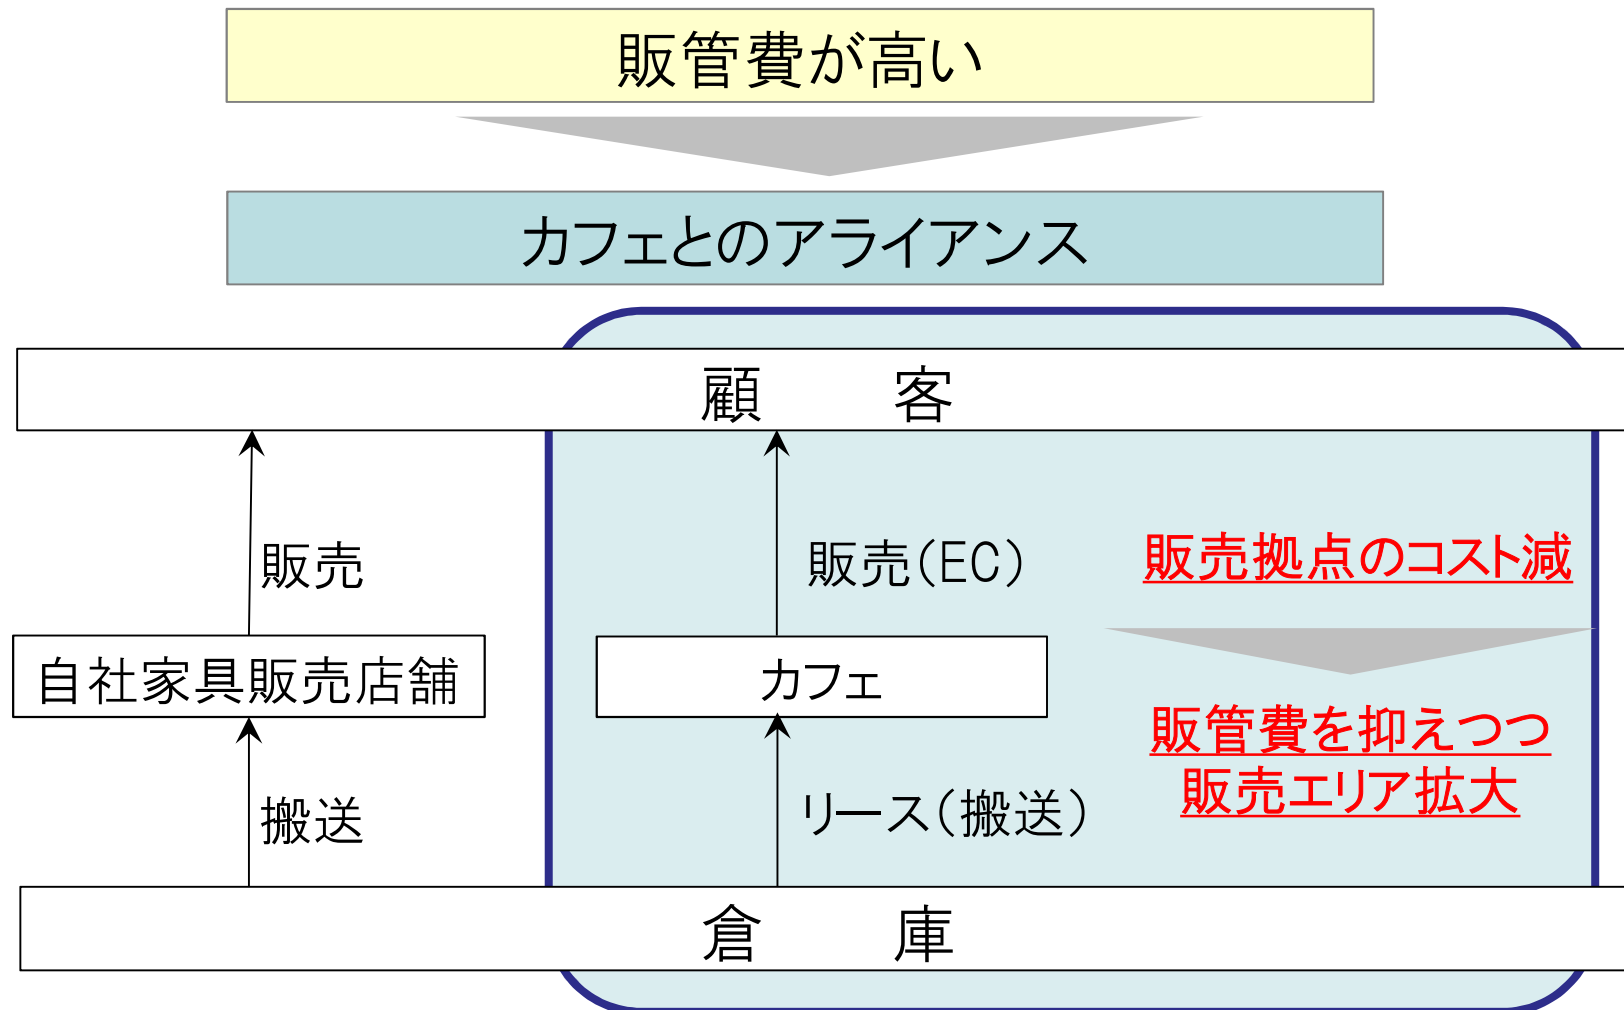 販管費が高い
カフェとのアライアンス
顧　　客
販売
販売(EC)
販売拠点のコスト減
自社家具販売店舗
カフェ
販管費を抑えつつ
販売エリア拡大
搬送
リース(搬送)
倉　　庫